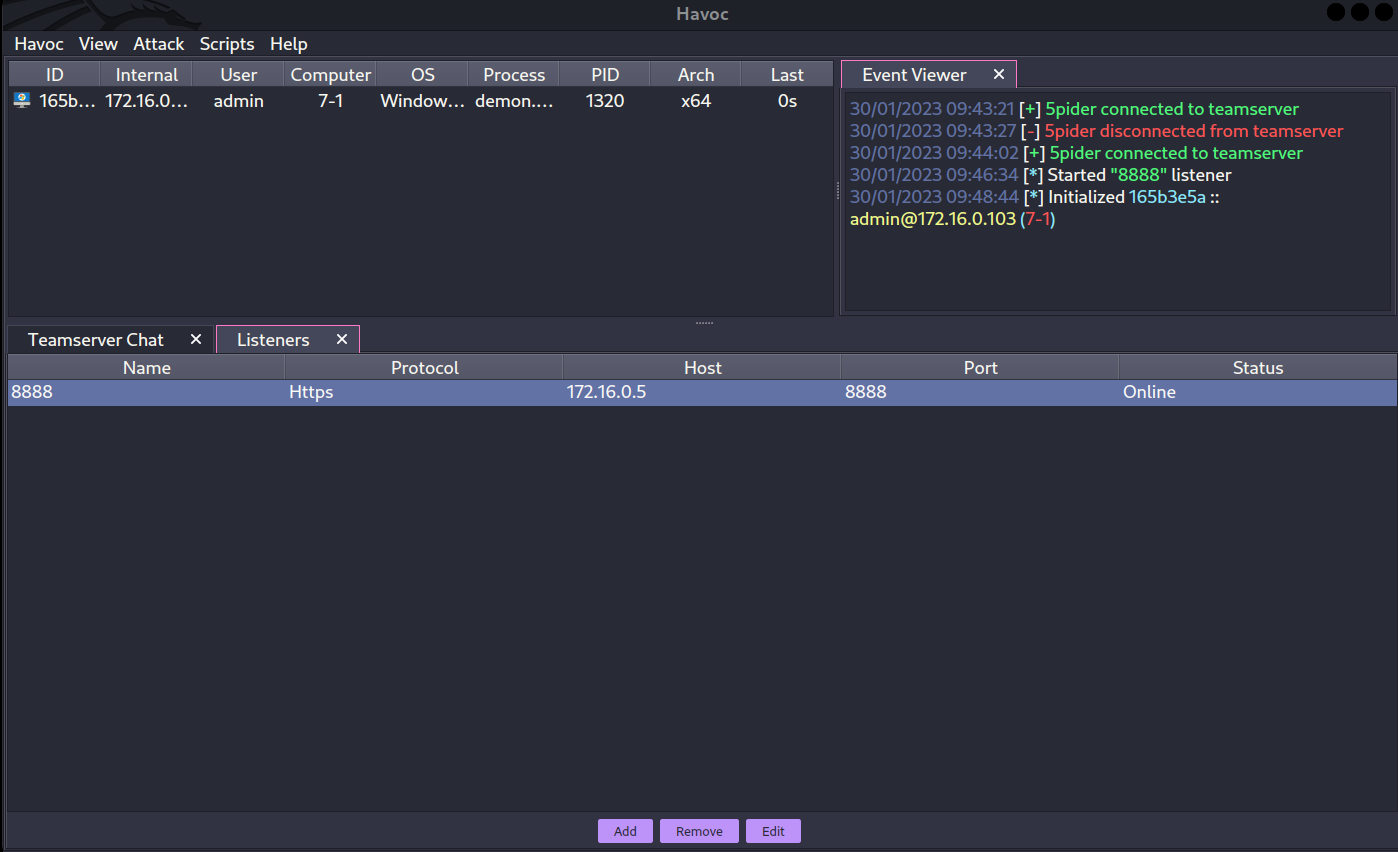 Havoc
Havoc View Attack Scripts Help
ID Internal User Computer OS Process PID Arch Last
165b... 172.16.0... admin 7-1 Window... demon.... 1320 x64 0s
Event Viewer ✕
30/01/2023 09:43:21 [+] 5pider connected to teamserver
30/01/2023 09:43:27 [-] 5pider disconnected from teamserver
30/01/2023 09:44:02 [+] 5pider connected to teamserver
30/01/2023 09:46:34 [*] Started "8888" listener
30/01/2023 09:48:44 [*] Initialized 165b3e5a ::
admin@172.16.0.103 (7-1)
Teamserver Chat ✕ Listeners ✕
Name Protocol Host Port Status
8888 Https 172.16.0.5 8888 Online
Add Remove Edit